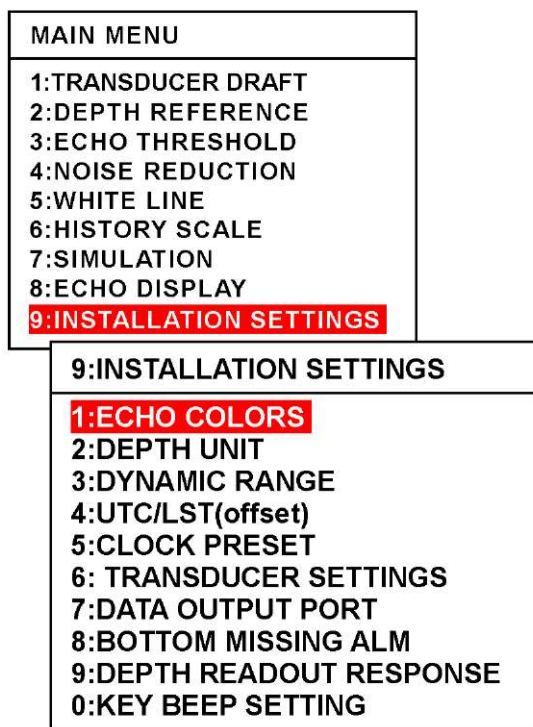 MAIN MENU
1:TRANSDUCER DRAFT
2:DEPTH REFERENCE
3:ECHO THRESHOLD
4:NOISE REDUCTION
5:WHITE LINE
6:HISTORY SCALE
7:SIMULATION
8:ECHO DISPLAY
9:INSTALLATION SETTINGS
9:INSTALLATION SETTINGS
1:ECHO COLORS
2:DEPTH UNIT
3:DYNAMIC RANGE
4:UTC/LST(offset)
5:CLOCK PRESET
6: TRANSDUCER SETTINGS
7:DATA OUTPUT PORT
8:BOTTOM MISSING ALM
9:DEPTH READOUT RESPONSE
0:KEY BEEP SETTING